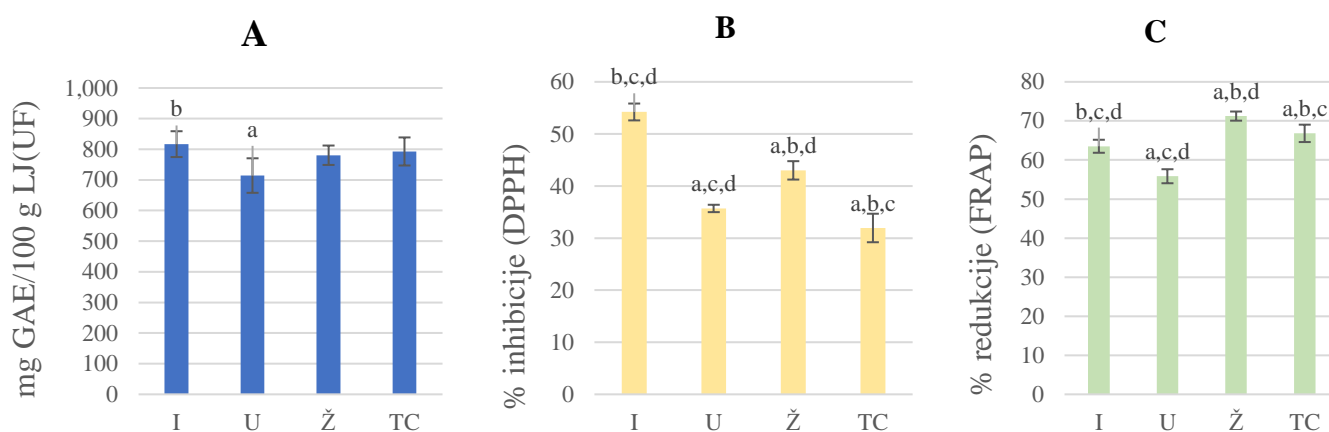 A
mg GAE/100 g LJ(UF)
1,000
900
800
700
600
500
400
300
200
100
0
b
a
I U Ž TC
B
% inhibicije (DPPH)
60
50
40
30
20
10
0
b,c,d
a,c,d
a,b,d
a,b,c
I U Ž TC
C
% redukcije (FRAP)
80
70
60
50
40
30
20
10
0
b,c,d
a,c,d
a,b,d
a,b,c
I U Ž TC